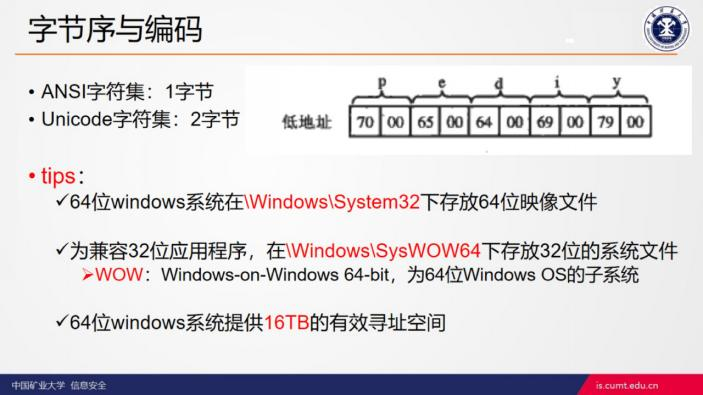 字节序与编码
• ANSI字符集：1字节
• Unicode字符集：2字节
p e d i y
低地址 70 00 65 00 64 00 69 00 79 00
• tips：
✓64位windows系统在\Windows\System32下存放64位映像文件
✓为兼容32位应用程序，在\Windows\SysWOW64下存放32位的系统文件
➢WOW：Windows-on-Windows 64-bit，为64位Windows OS的子系统
✓64位windows系统提供16TB的有效寻址空间
中国矿业大学 信息安全
is.cumt.edu.cn